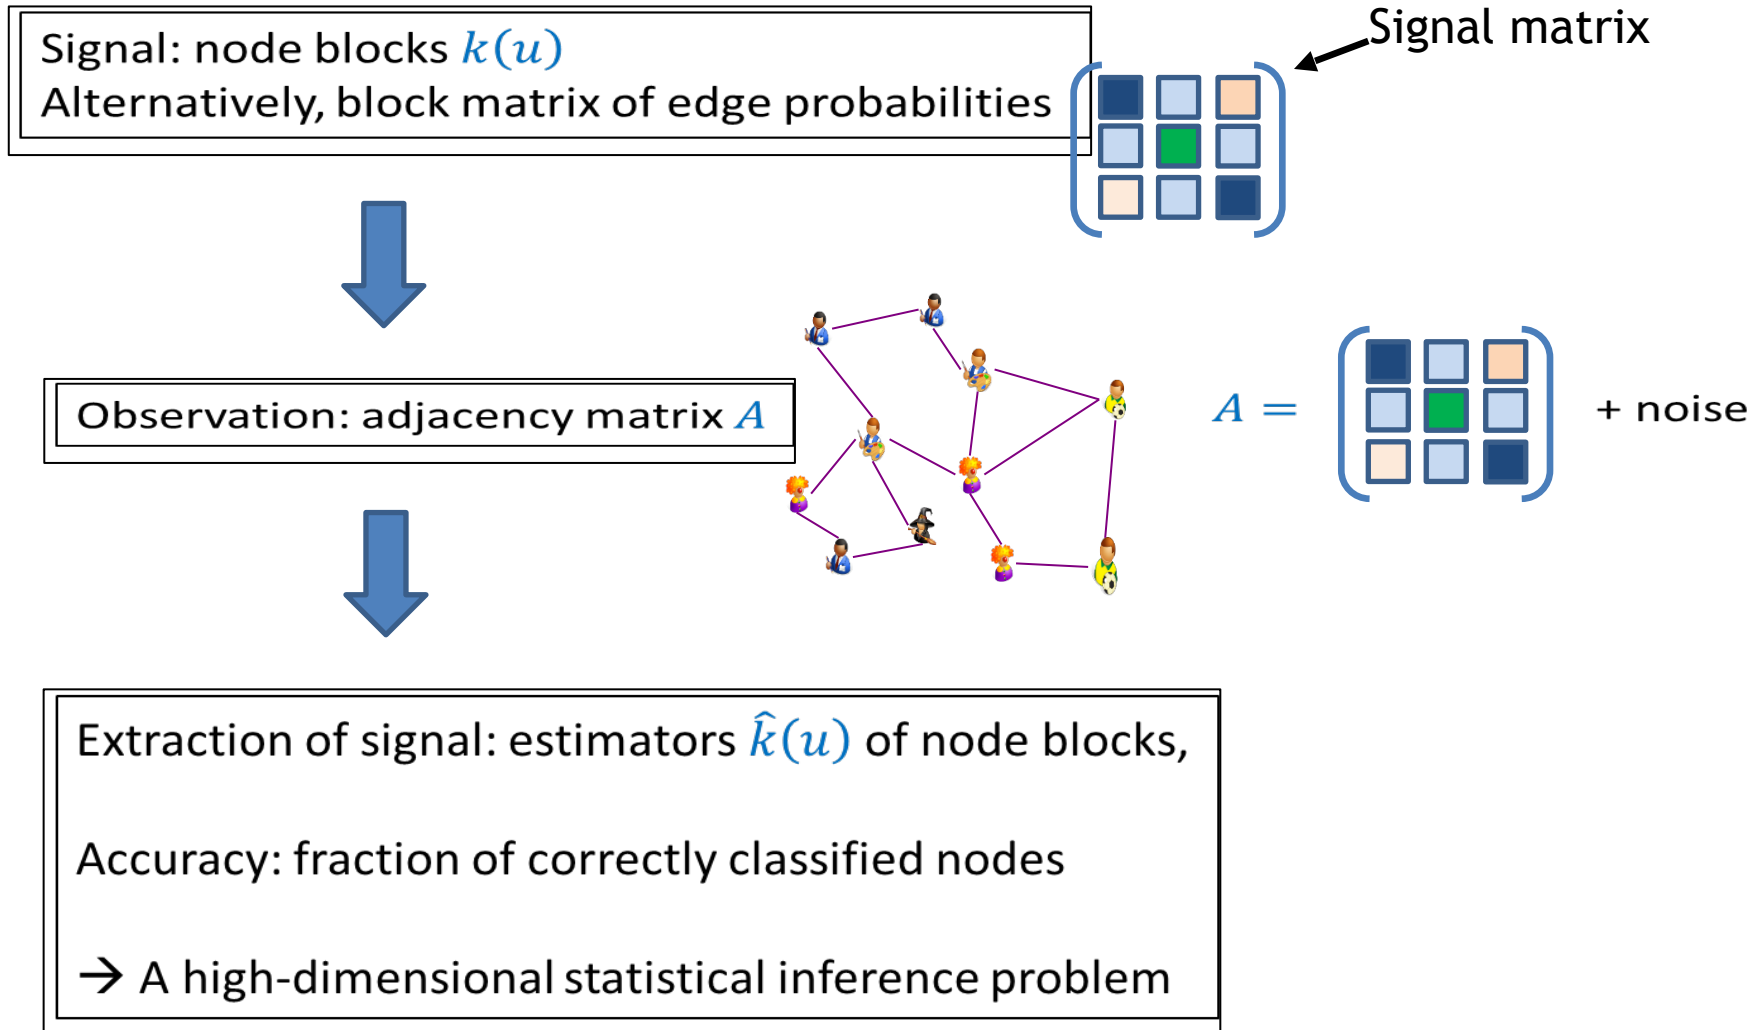 Signal matrix
Signal: node blocks k(u)
Alternatively, block matrix of edge probabilities
Observation: adjacency matrix A
A = 
+ noise
Extraction of signal: estimators k̂(u) of node blocks,
Accuracy: fraction of correctly classified nodes
→ A high-dimensional statistical inference problem